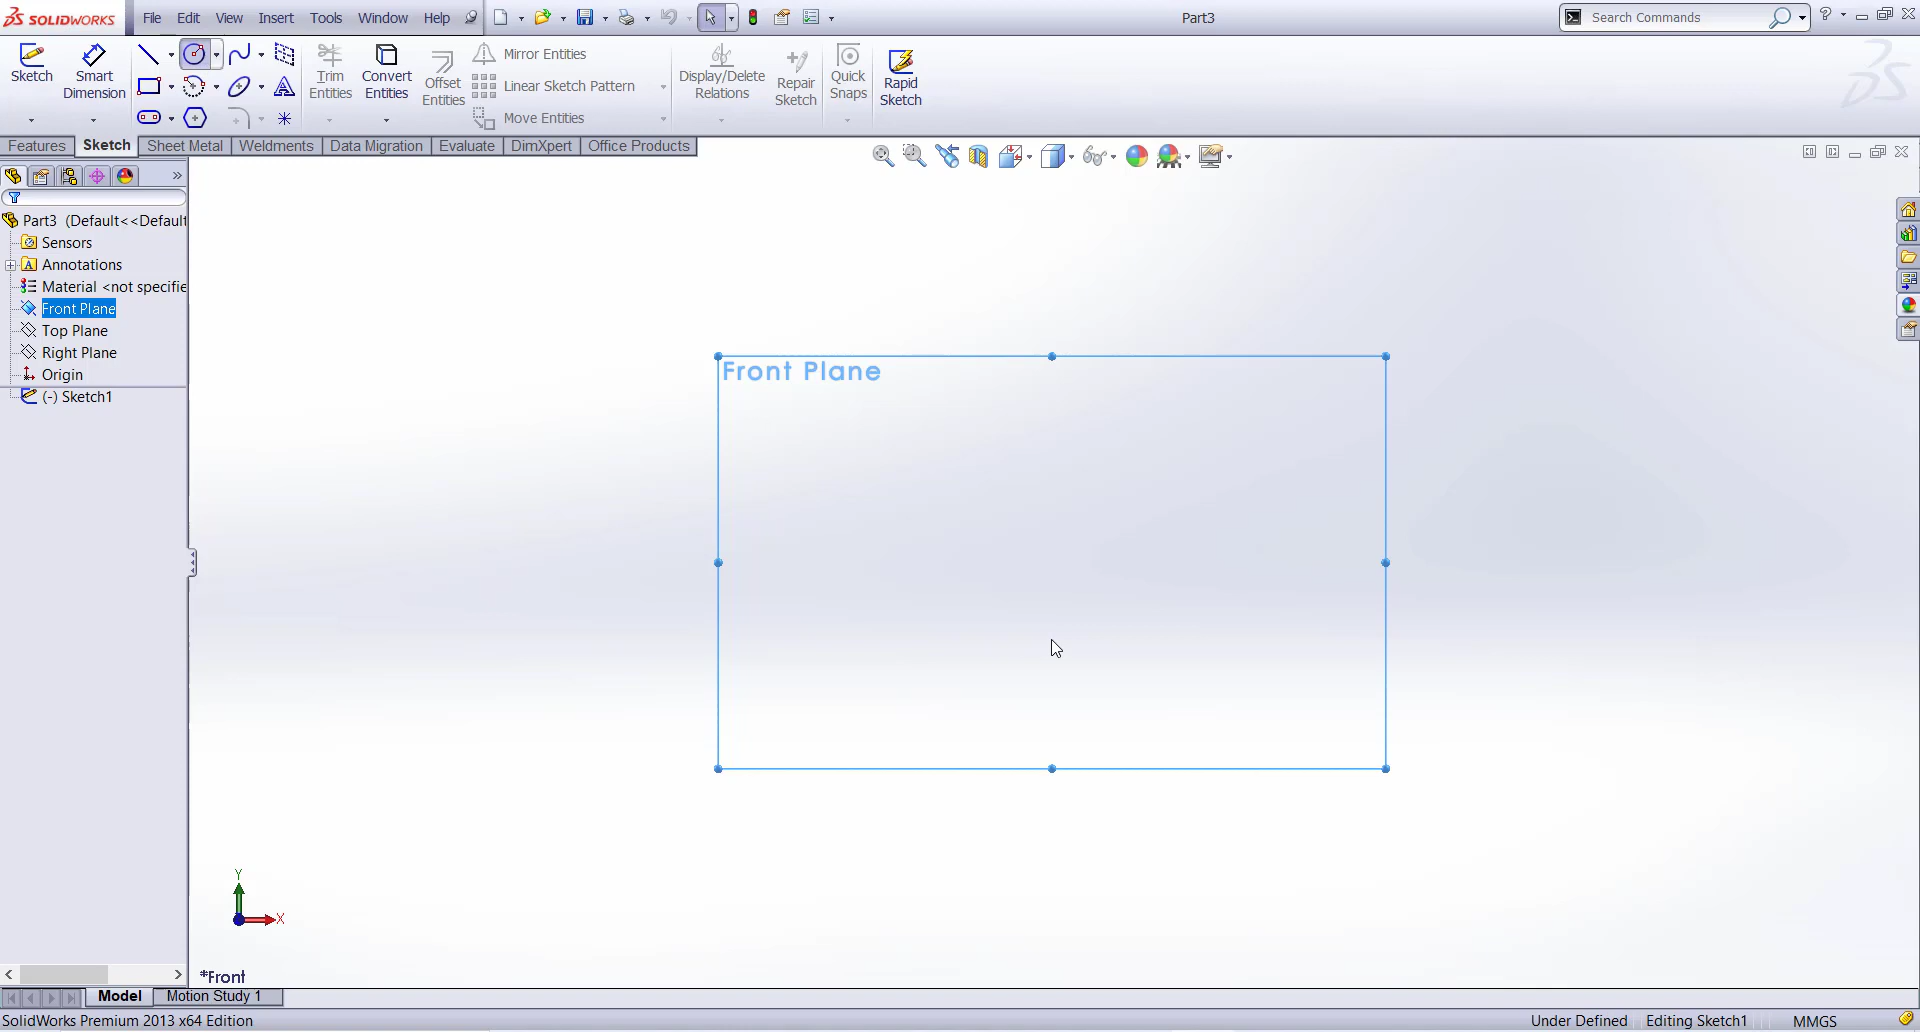 SOLIDWORKS File Edit View Insert Tools Window Help Part3 Search Commands
Sketch Smart Dimension Trim Entities Convert Entities Offset Entities Mirror Entities Linear Sketch Pattern Move Entities Display/Delete Relations Repair Sketch Quick Snaps Rapid Sketch
Features Sketch Sheet Metal Weldments Data Migration Evaluate DimXpert Office Products
Part3 (Default<<Default
Sensors
Annotations
Material <not specifie
Front Plane
Top Plane
Right Plane
Origin
(-) Sketch1
Front Plane
Y
X
*Front
Model Motion Study 1
SolidWorks Premium 2013 x64 Edition Under Defined Editing Sketch1 MMGS